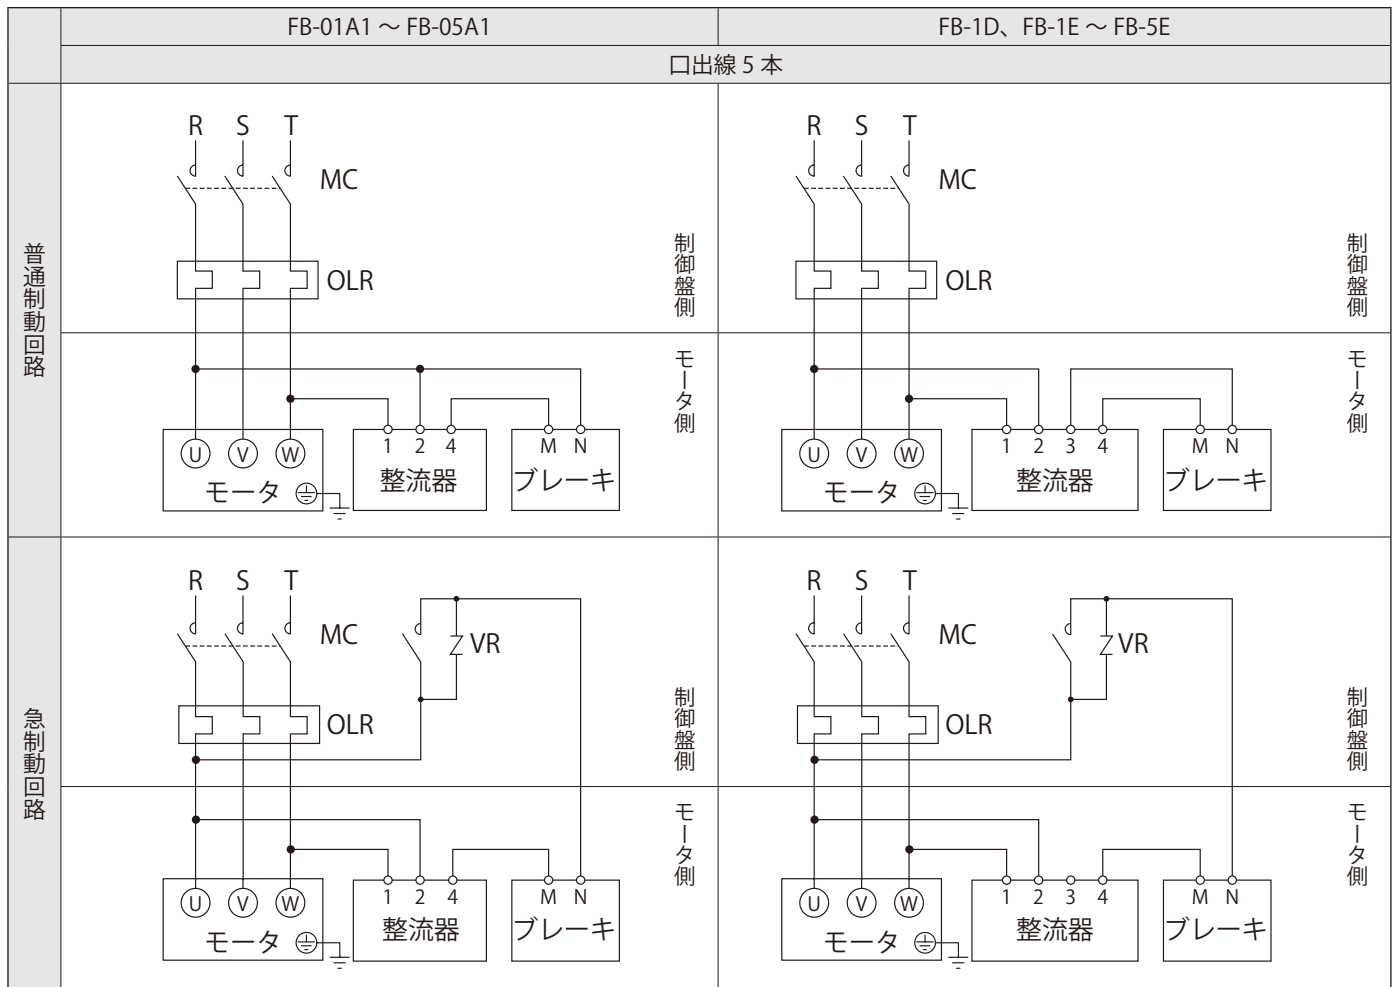 FB-01A1 ～ FB-05A1
FB-1D、FB-1E ～ FB-5E
口出線 5 本
普通制動回路
R S T
MC
OLR
制御盤側
モータ側
U V W
モータ
1 2 4
整流器
M N
ブレーキ
R S T
MC
OLR
制御盤側
モータ側
U V W
モータ
1 2 3 4
整流器
M N
ブレーキ
急制動回路
R S T
MC
VR
OLR
制御盤側
モータ側
U V W
モータ
1 2 4
整流器
M N
ブレーキ
R S T
MC
VR
OLR
制御盤側
モータ側
U V W
モータ
1 2 3 4
整流器
M N
ブレーキ